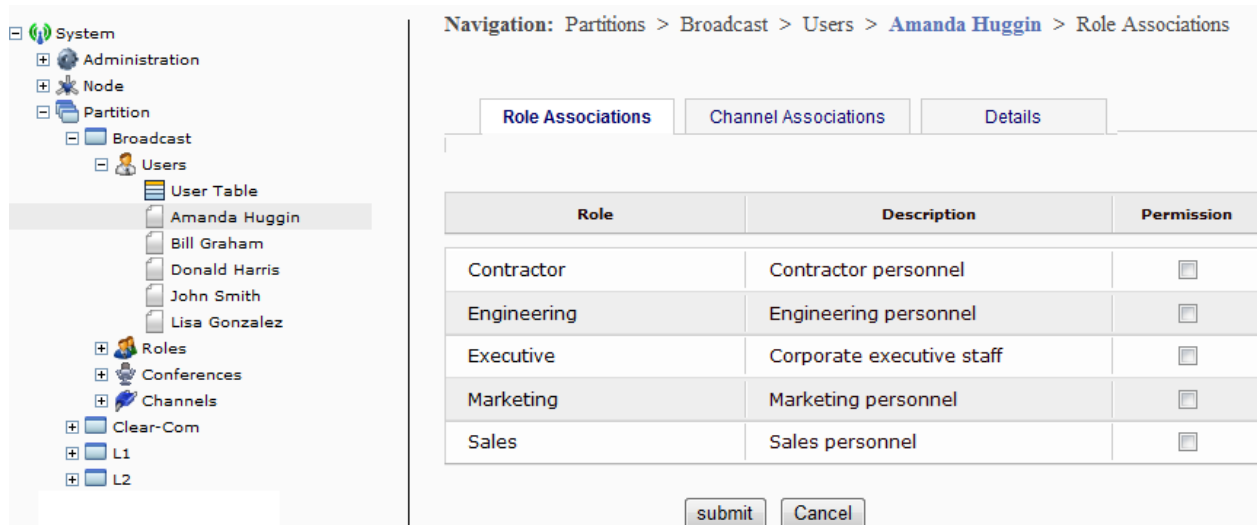 System
Administration
Node
Partition
Broadcast
Users
User Table
Amanda Huggin
Bill Graham
Donald Harris
John Smith
Lisa Gonzalez
Roles
Conferences
Channels
Clear-Com
L1
L2
Navigation: Partitions > Broadcast > Users > Amanda Huggin > Role Associations
Role Associations Channel Associations Details
Role Description Permission
Contractor Contractor personnel
Engineering Engineering personnel
Executive Corporate executive staff
Marketing Marketing personnel
Sales Sales personnel
submit Cancel